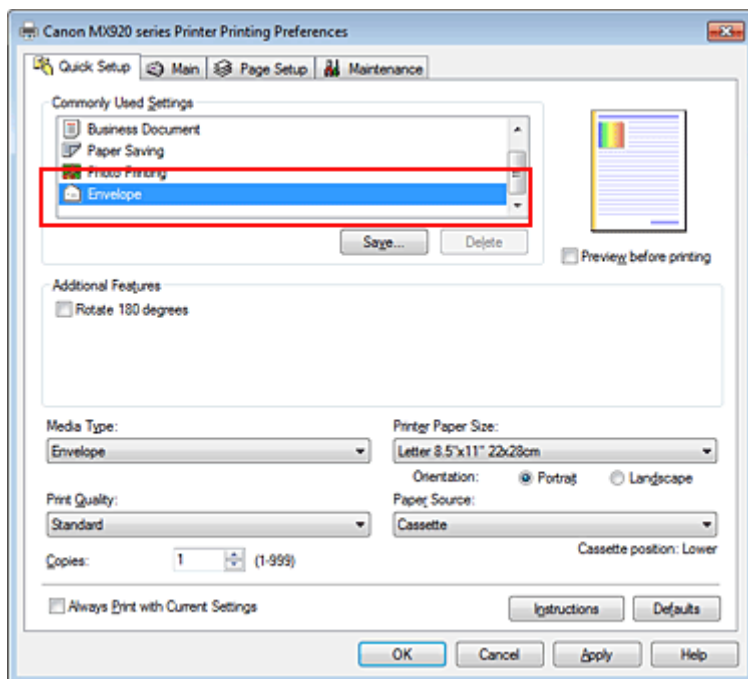 Canon MX920 series Printer Printing Preferences
Quick Setup Main Page Setup Maintenance
Commonly Used Settings
Business Document
Paper Saving
Photo Printing
Envelope
Save... Delete
Preview before printing
Additional Features
Rotate 180 degrees
Media Type: Printer Paper Size:
Envelope Letter 8.5"x11" 22x28cm
Orientation: Portrait Landscape
Print Quality: Paper Source:
Standard Cassette
Cassette position: Lower
Copies: 1 (1-999)
Always Print with Current Settings Instructions Defaults
OK Cancel Apply Help